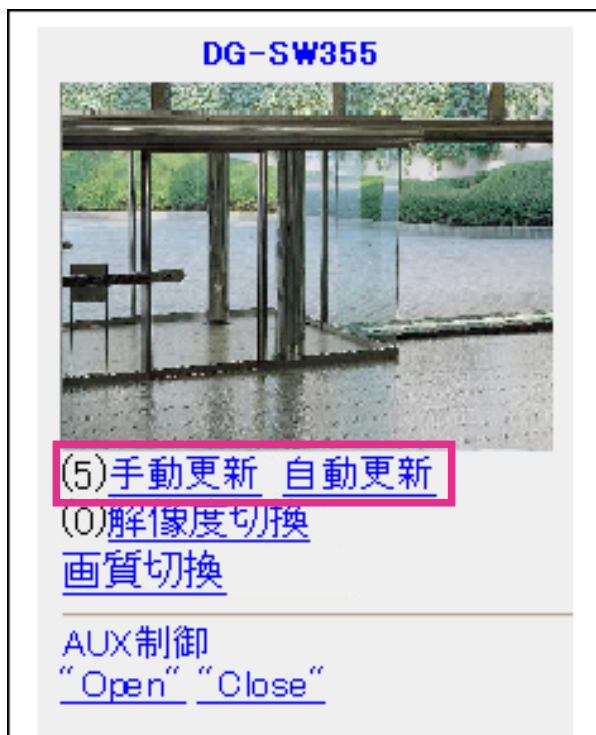 DG-SW355
(5)手動更新 自動更新
(0)解像度切換
画質切換
AUX制御
"Open" "Close"